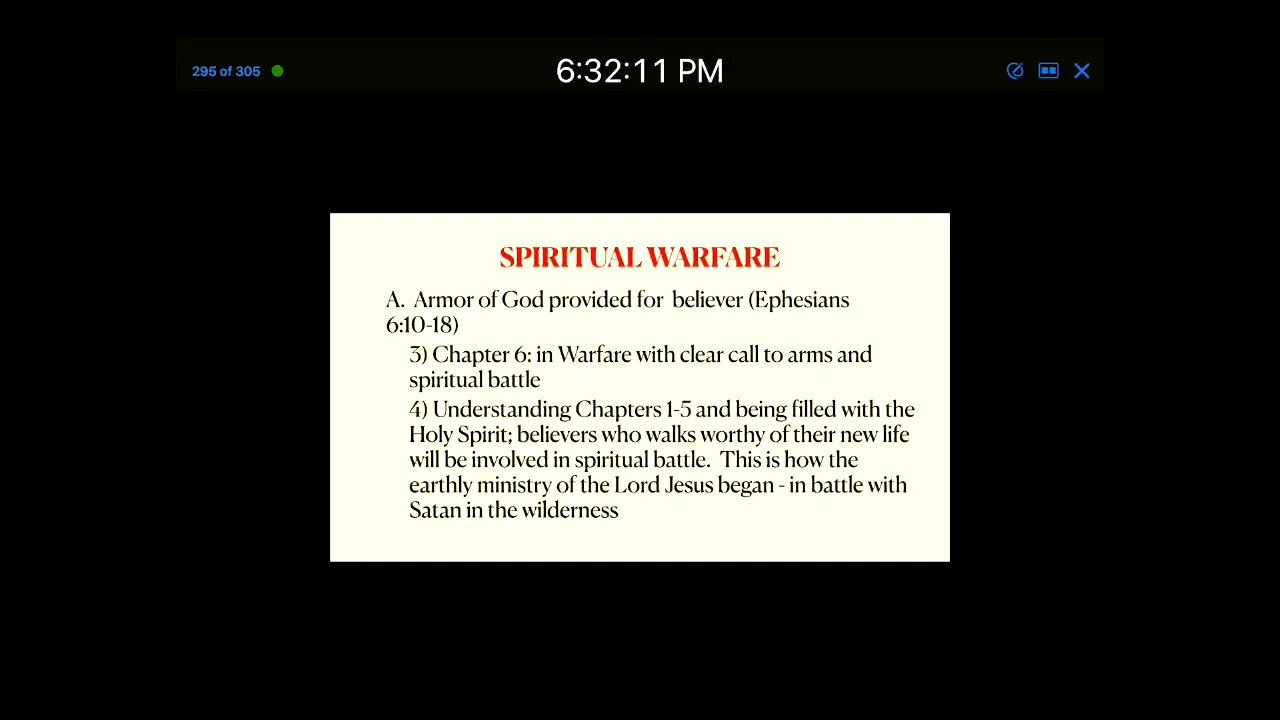 295 of 305
6:32:11 PM
SPIRITUAL WARFARE
A. Armor of God provided for believer (Ephesians
6:10-18)
3) Chapter 6: in Warfare with clear call to arms and
spiritual battle
4) Understanding Chapters 1-5 and being filled with the
Holy Spirit; believers who walks worthy of their new life
will be involved in spiritual battle. This is how the
earthly ministry of the Lord Jesus began - in battle with
Satan in the wilderness